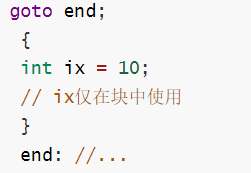 goto end;
{
int ix = 10;
// ix仅在块中使用
}
end: //...